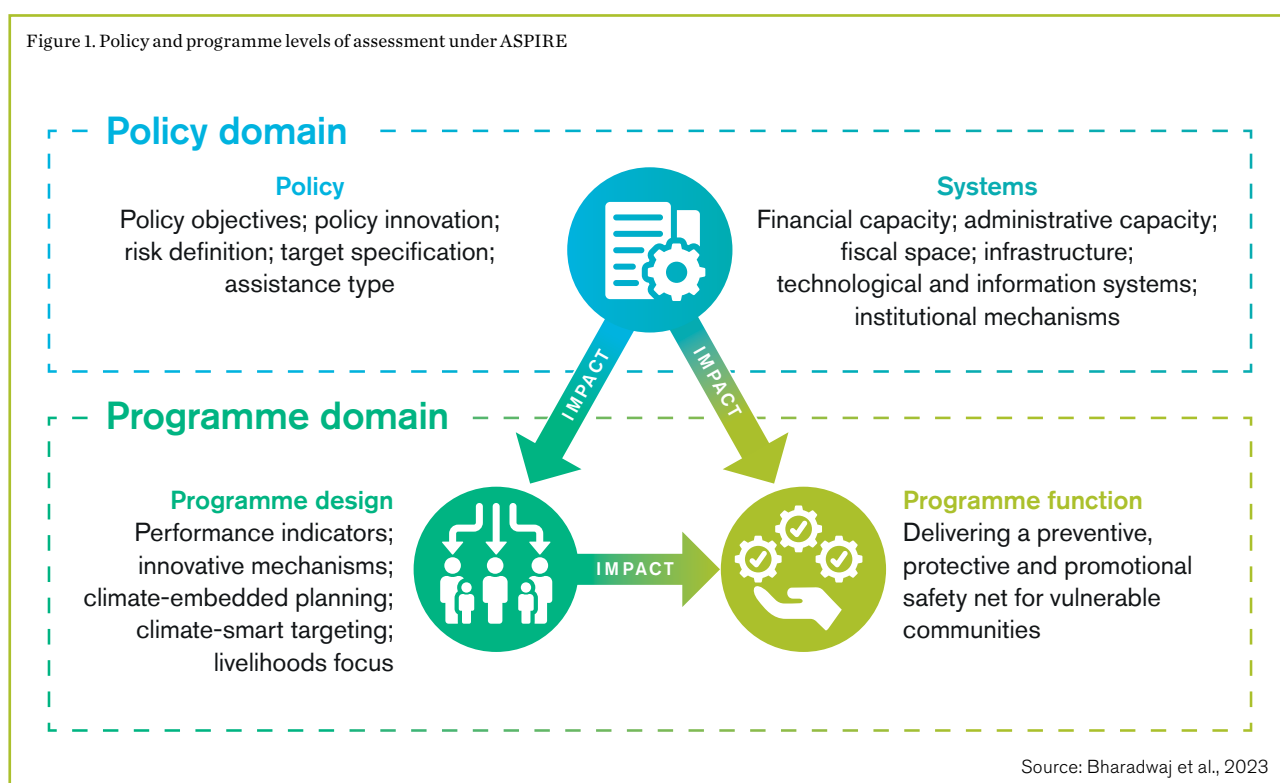 Figure 1. Policy and programme levels of assessment under ASPIRE
Policy domain
Policy
Policy objectives; policy innovation;
risk definition; target specification;
assistance type
Systems
Financial capacity; administrative capacity;
fiscal space; infrastructure;
technological and information systems;
institutional mechanisms
IMPACT
IMPACT
Programme domain
Programme design
Performance indicators;
innovative mechanisms;
climate-embedded planning;
climate-smart targeting;
livelihoods focus
IMPACT
Programme function
Delivering a preventive,
protective and promotional
safety net for vulnerable
communities
Source: Bharadwaj et al., 2023